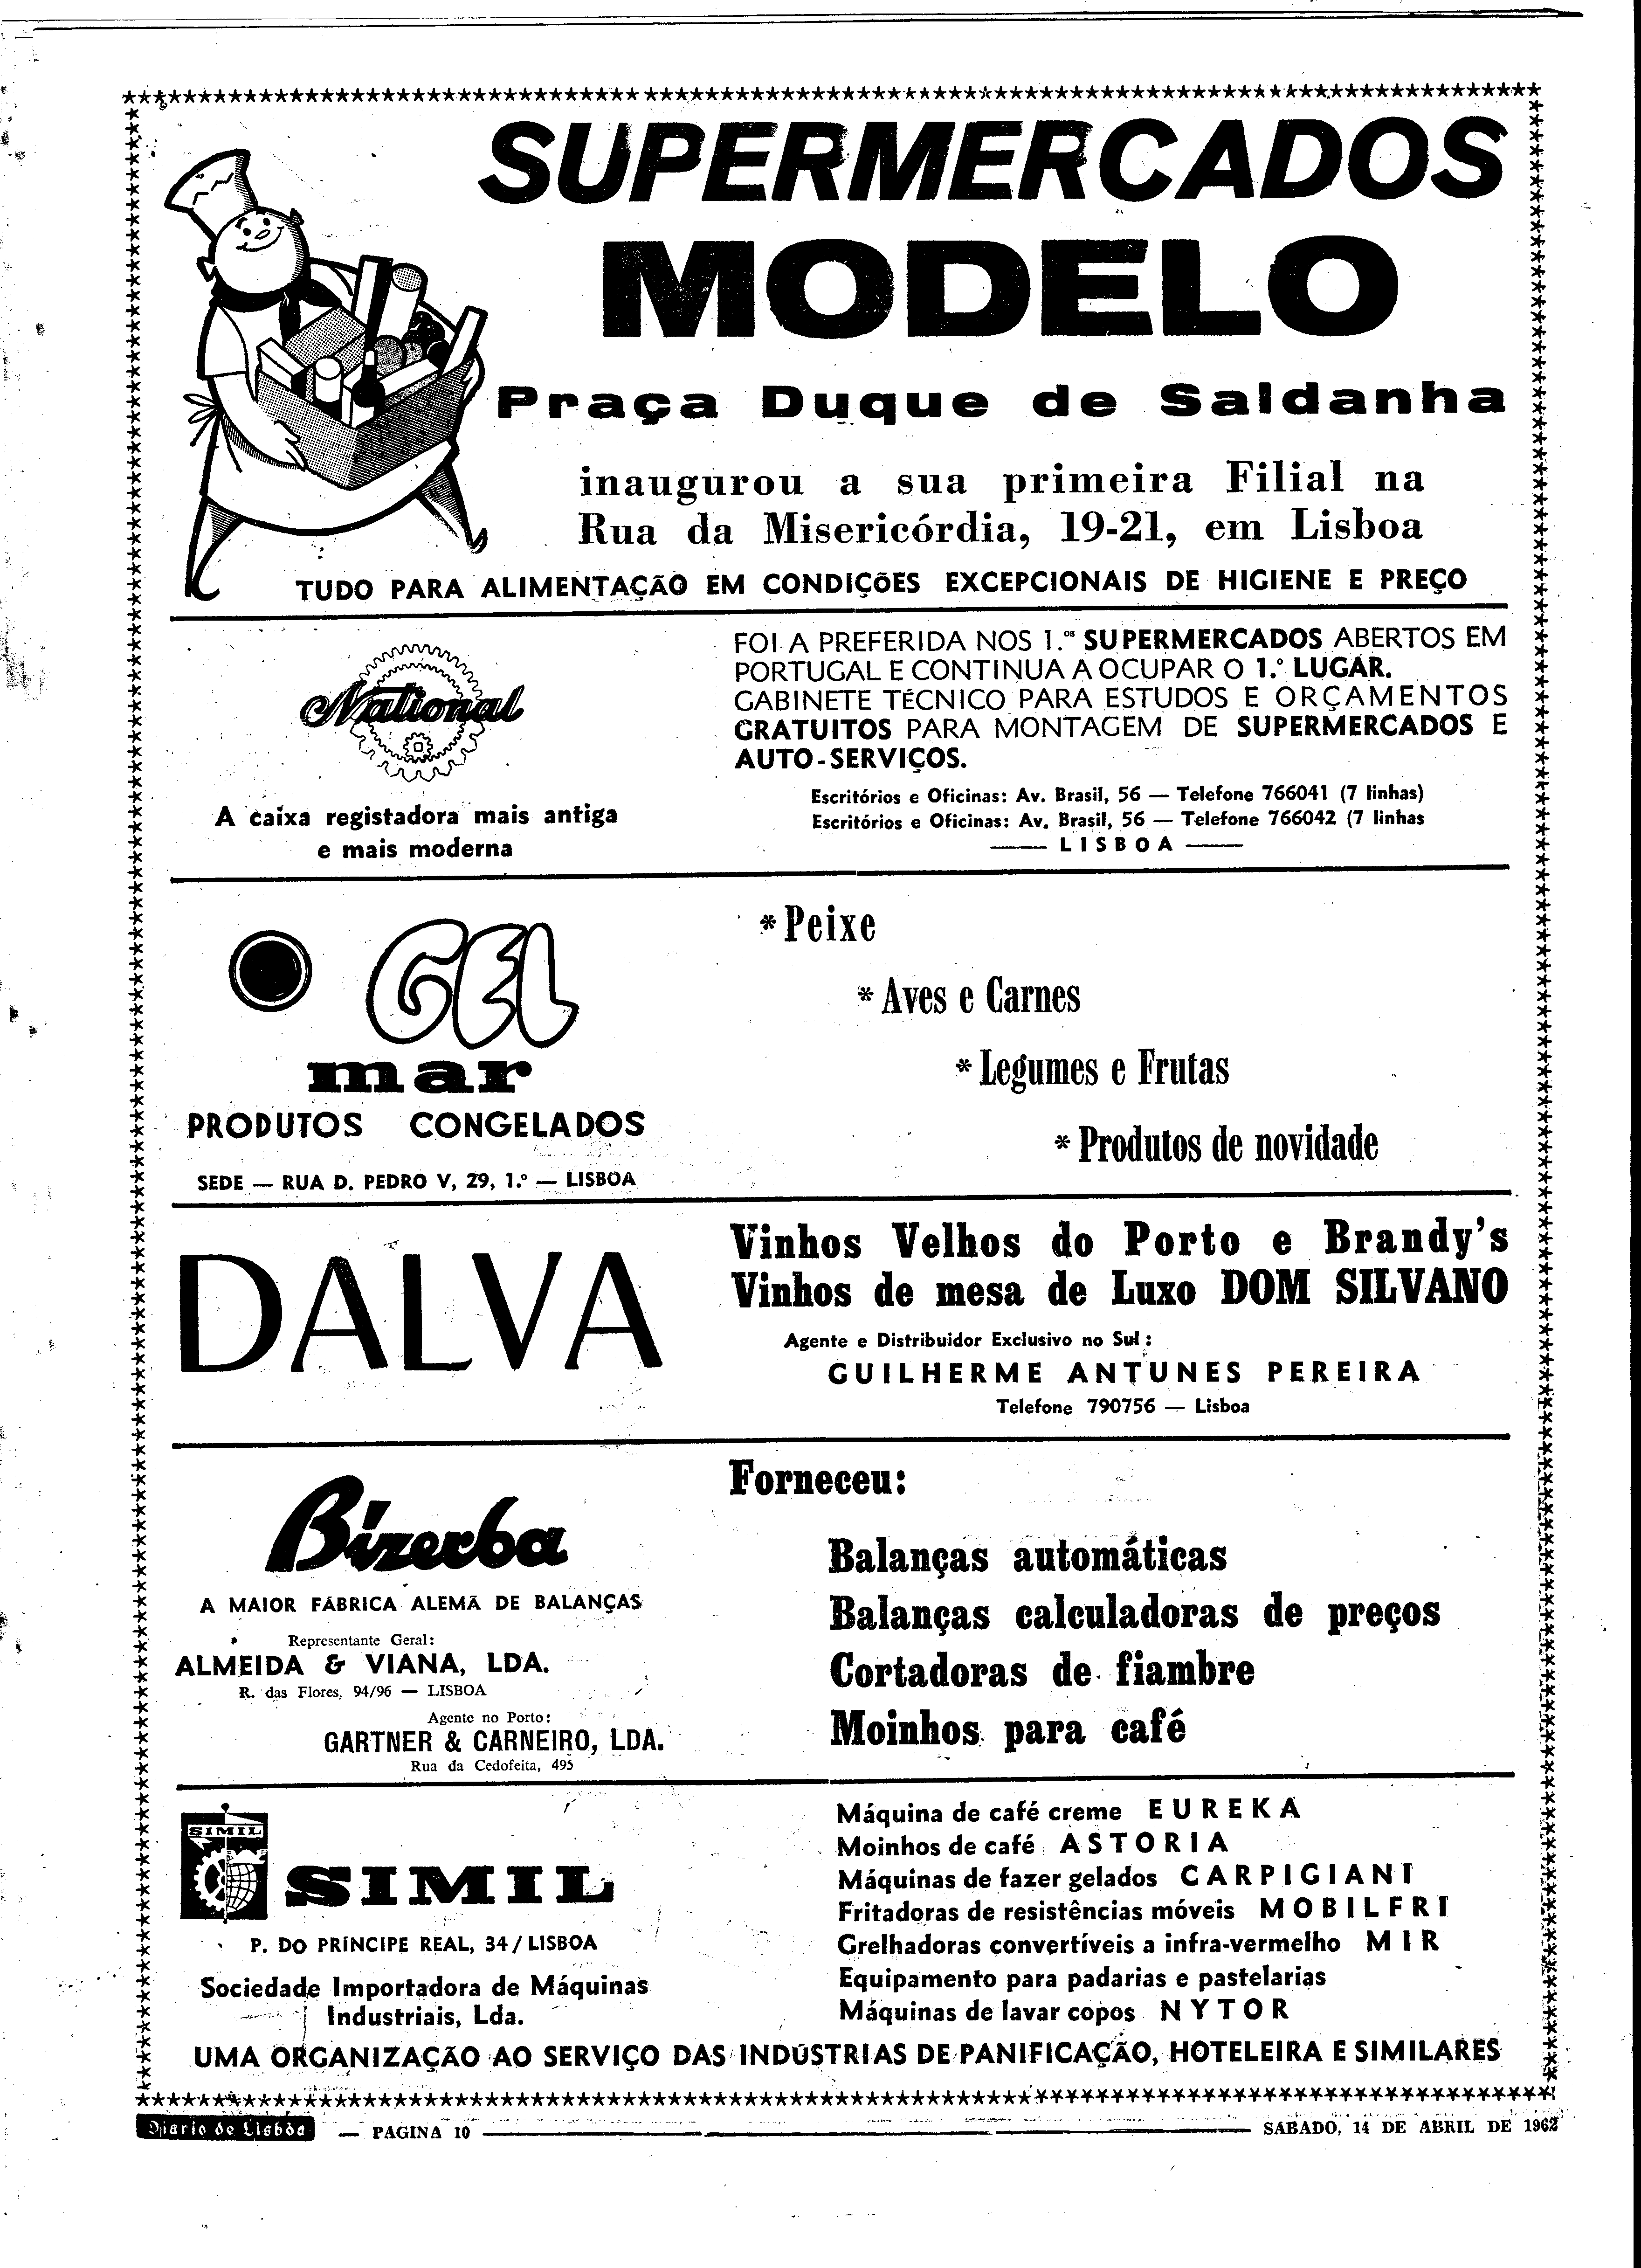 SUPERMERCADOS
MODELO
Praça Duque de Saldanha
inaugurou a sua primeira Filial na
Rua da Misericórdia, 19-21, em Lisboa
TUDO PARA ALIMENTAÇÃO EM CONDIÇÕES EXCEPCIONAIS DE HIGIENE E PREÇO
National
A caixa registadora mais antiga
e mais moderna
FOI A PREFERIDA NOS 1.ºˢ SUPERMERCADOS ABERTOS EM
PORTUGAL E CONTINUA A OCUPAR O 1.º LUGAR.
GABINETE TÉCNICO PARA ESTUDOS E ORÇAMENTOS
GRATUITOS PARA MONTAGEM DE SUPERMERCADOS E
AUTO-SERVIÇOS.
Escritórios e Oficinas: Av. Brasil, 56 — Telefone 766041 (7 linhas)
Escritórios e Oficinas: Av. Brasil, 56 — Telefone 766042 (7 linhas
—— LISBOA ——
GEL
mar
PRODUTOS CONGELADOS
SEDE — RUA D. PEDRO V, 29, 1.º — LISBOA
* Peixe
* Aves e Carnes
* Legumes e Frutas
* Produtos de novidade
DALVA
Vinhos Velhos do Porto e Brandy's
Vinhos de mesa de Luxo DOM SILVANO
Agente e Distribuidor Exclusivo no Sul:
GUILHERME ANTUNES PEREIRA
Telefone 790756 — Lisboa
Bizerba
A MAIOR FÁBRICA ALEMÃ DE BALANÇAS
Representante Geral:
ALMEIDA & VIANA, LDA.
R. das Flores, 94/96 — LISBOA
Agente no Porto:
GARTNER & CARNEIRO, LDA.
Rua da Cedofeita, 495
Forneceu:
Balanças automáticas
Balanças calculadoras de preços
Cortadoras de fiambre
Moinhos para café
SIMIL
SIMIL
P. DO PRÍNCIPE REAL, 34 / LISBOA
Sociedade Importadora de Máquinas
Industriais, Lda.
Máquina de café creme EUREKA
Moinhos de café ASTORIA
Máquinas de fazer gelados CARPIGIANI
Fritadoras de resistências móveis MOBILFRI
Grelhadoras convertíveis a infra-vermelho MIR
Equipamento para padarias e pastelarias
Máquinas de lavar copos NYTOR
UMA ORGANIZAÇÃO AO SERVIÇO DAS INDÚSTRIAS DE PANIFICAÇÃO, HOTELEIRA E SIMILARES
Diario de Lisbôa — PAGINA 10 —— SÁBADO, 14 DE ABRIL DE 1962